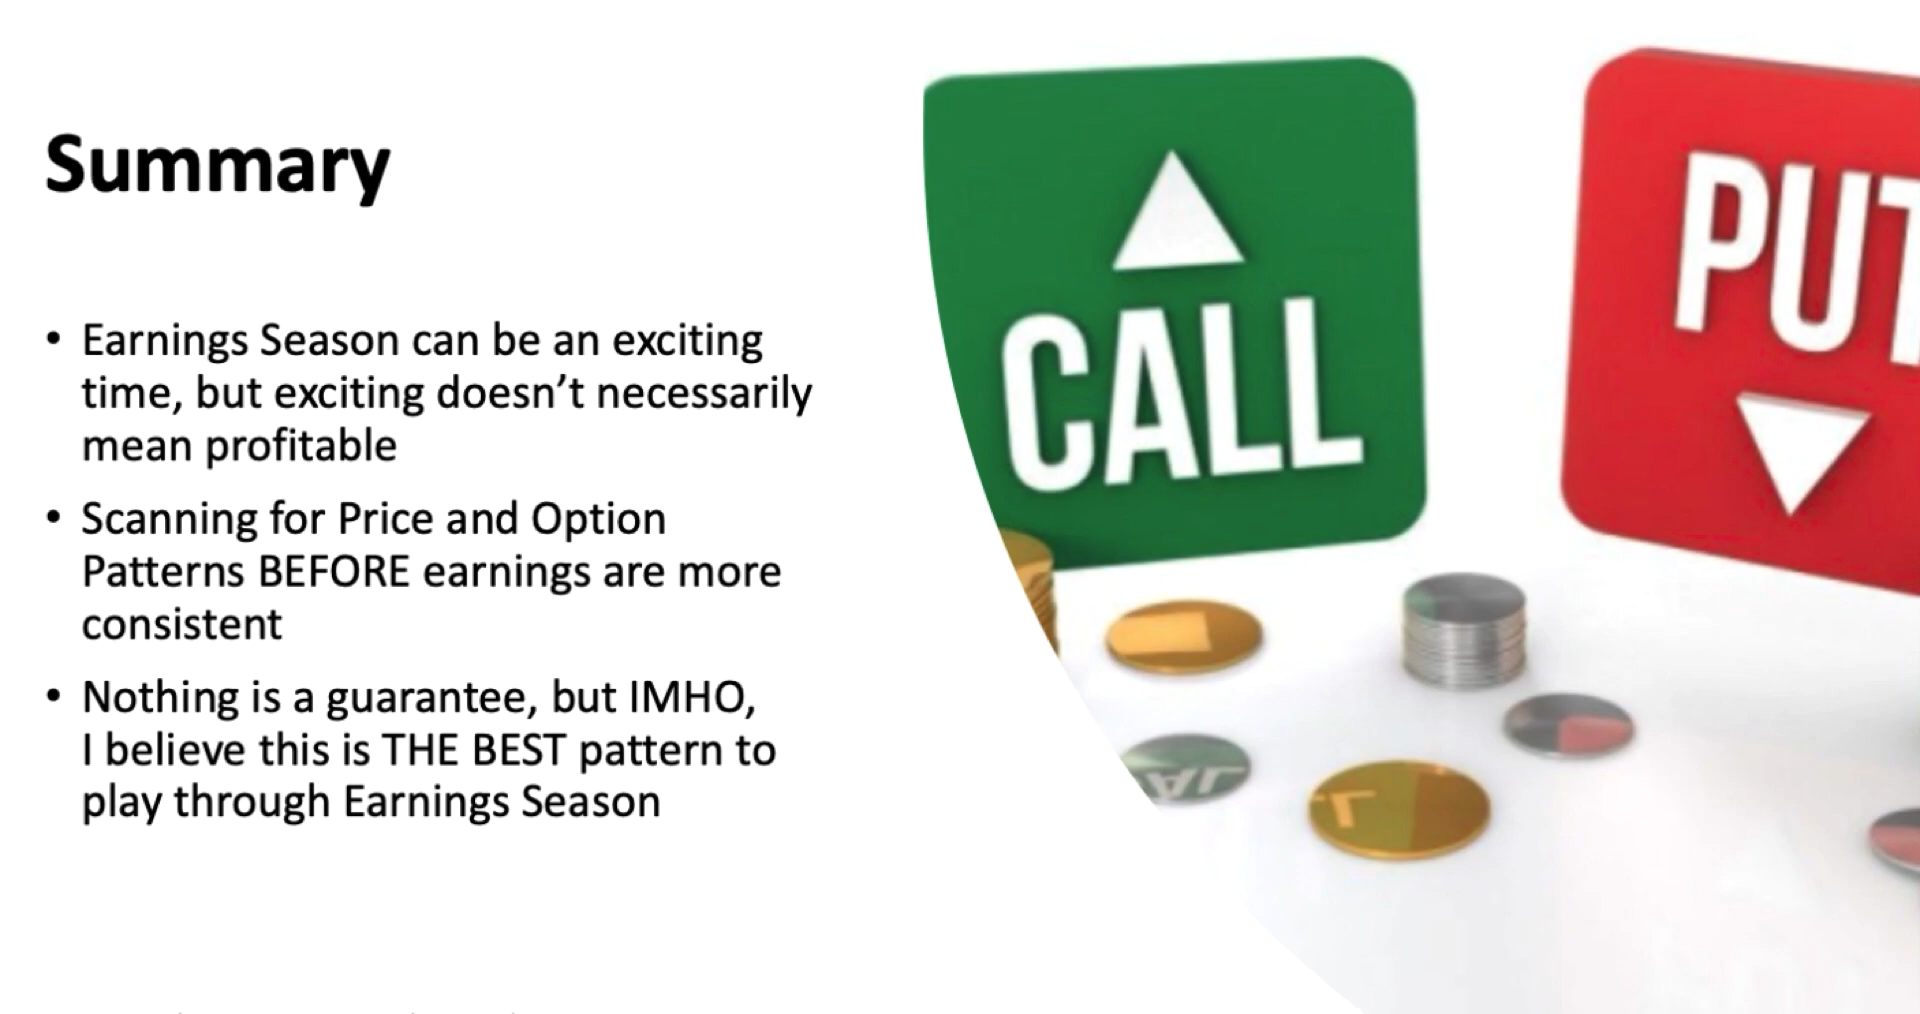 Summary
• Earnings Season can be an exciting
time, but exciting doesn’t necessarily
mean profitable
• Scanning for Price and Option
Patterns BEFORE earnings are more
consistent
• Nothing is a guarantee, but IMHO,
I believe this is THE BEST pattern to
play through Earnings Season
CALL
PUT